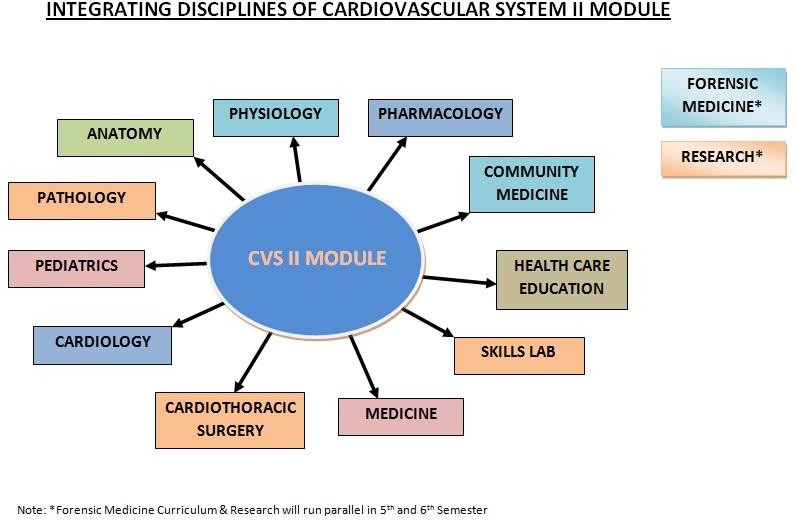 INTEGRATING DISCIPLINES OF CARDIOVASCULAR SYSTEM II MODULE
FORENSIC
MEDICINE*
RESEARCH*
PHYSIOLOGY
PHARMACOLOGY
ANATOMY
COMMUNITY
MEDICINE
PATHOLOGY
CVS II MODULE
PEDIATRICS
HEALTH CARE
EDUCATION
CARDIOLOGY
SKILLS LAB
CARDIOTHORACIC
SURGERY
MEDICINE
Note: *Forensic Medicine Curriculum & Research will run parallel in 5th and 6th Semester